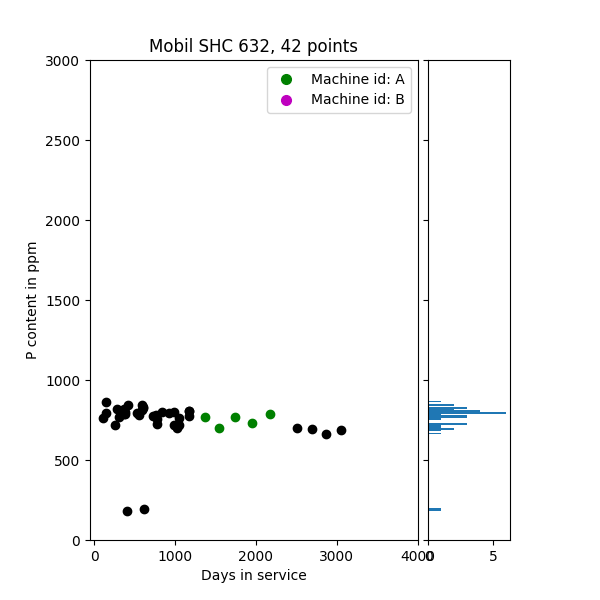 Mobil SHC 632, 42 points
3000
2500
2000
1500
1000
500
0
P content in ppm
Machine id: A
Machine id: B
0 1000 2000 3000 4000
0 5
Days in service